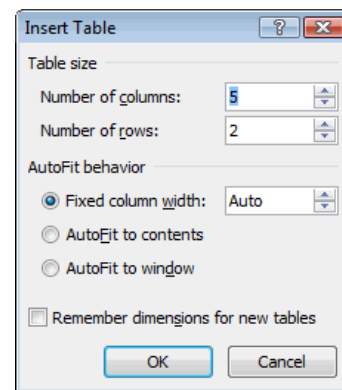 Insert Table
Table size
Number of columns: 5
Number of rows: 2
AutoFit behavior
Fixed column width: Auto
AutoFit to contents
AutoFit to window
Remember dimensions for new tables
OK Cancel